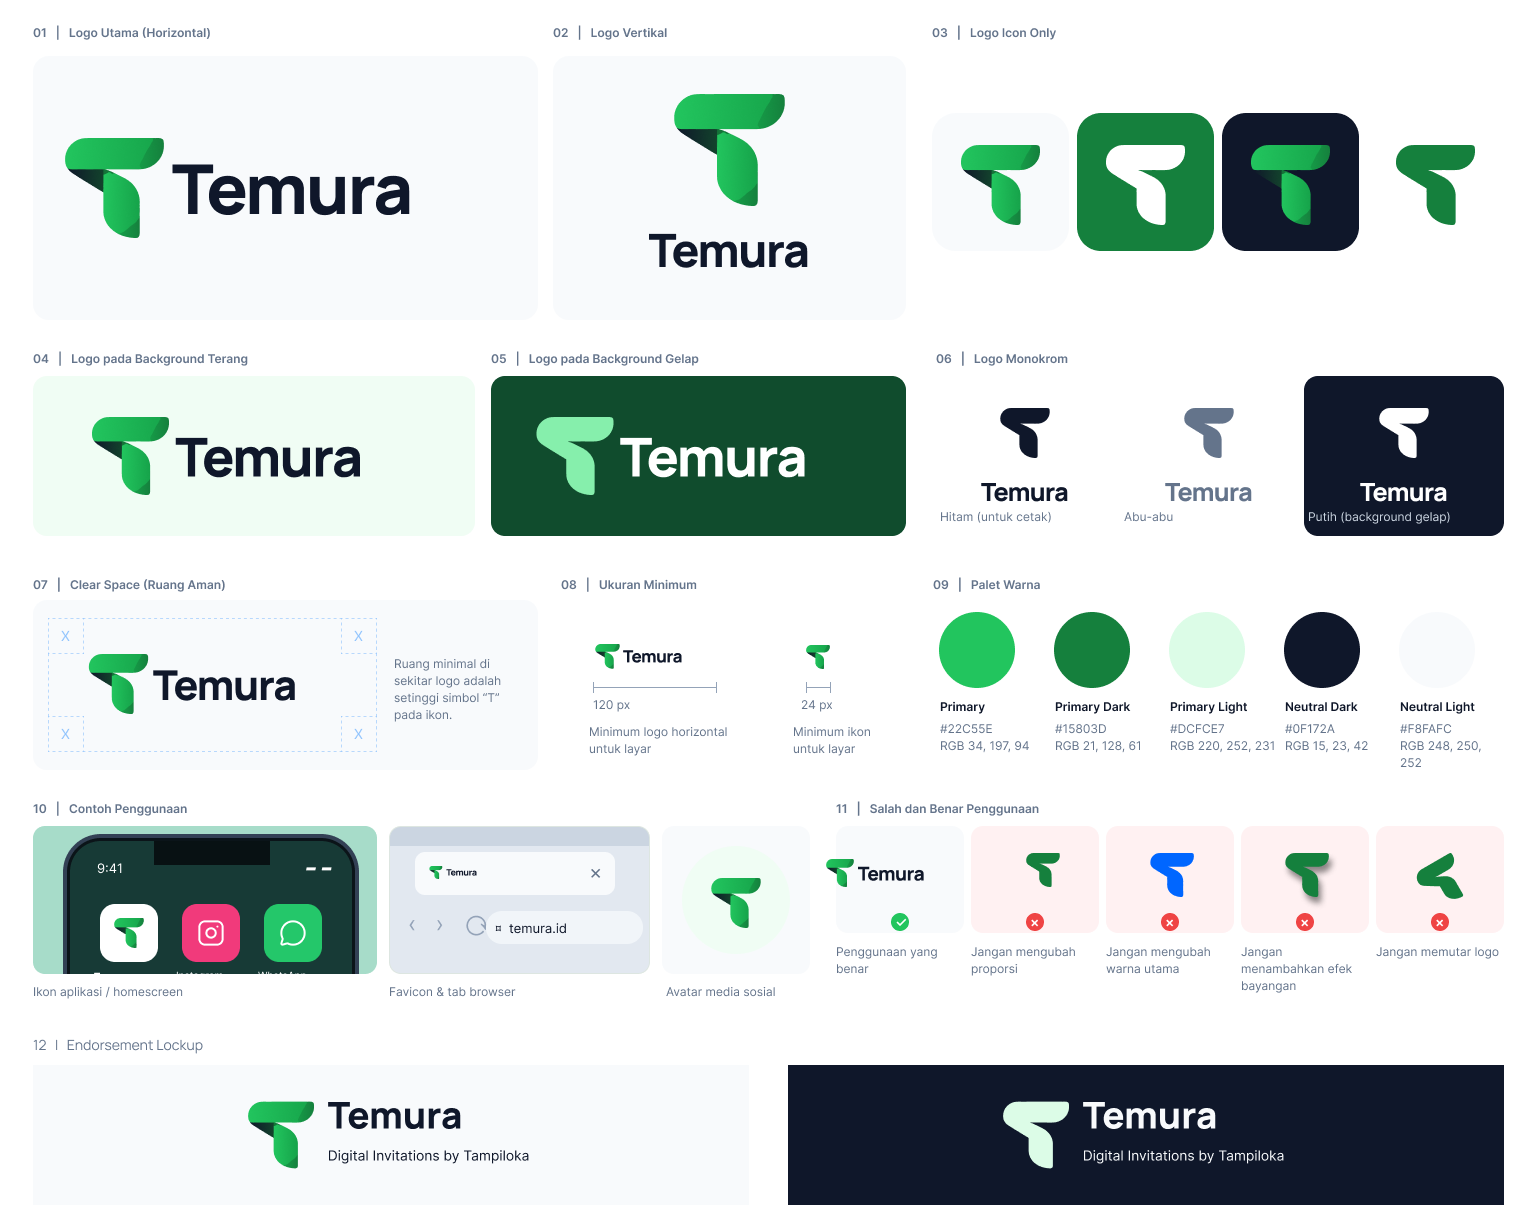 01 | Logo Utama (Horizontal)
Temura
02 | Logo Vertikal
Temura
03 | Logo Icon Only
04 | Logo pada Background Terang
Temura
05 | Logo pada Background Gelap
Temura
06 | Logo Monokrom
Temura
Hitam (untuk cetak)
Temura
Abu-abu
Temura
Putih (background gelap)
07 | Clear Space (Ruang Aman)
X
X
Temura
X
X
Ruang minimal di
sekitar logo adalah
setinggi simbol “T”
pada ikon.
08 | Ukuran Minimum
Temura
120 px
Minimum logo horizontal
untuk layar
24 px
Minimum ikon
untuk layar
09 | Palet Warna
Primary
#22C55E
RGB 34, 197, 94
Primary Dark
#15803D
RGB 21, 128, 61
Primary Light
#DCFCE7
RGB 220, 252, 231
Neutral Dark
#0F172A
RGB 15, 23, 42
Neutral Light
#F8FAFC
RGB 248, 250,
252
10 | Contoh Penggunaan
9:41
Ikon aplikasi / homescreen
Temura
temura.id
Favicon & tab browser
Avatar media sosial
11 | Salah dan Benar Penggunaan
Temura
Penggunaan yang
benar
Jangan mengubah
proporsi
Jangan mengubah
warna utama
Jangan
menambahkan efek
bayangan
Jangan memutar logo
12 | Endorsement Lockup
Temura
Digital Invitations by Tampiloka
Temura
Digital Invitations by Tampiloka